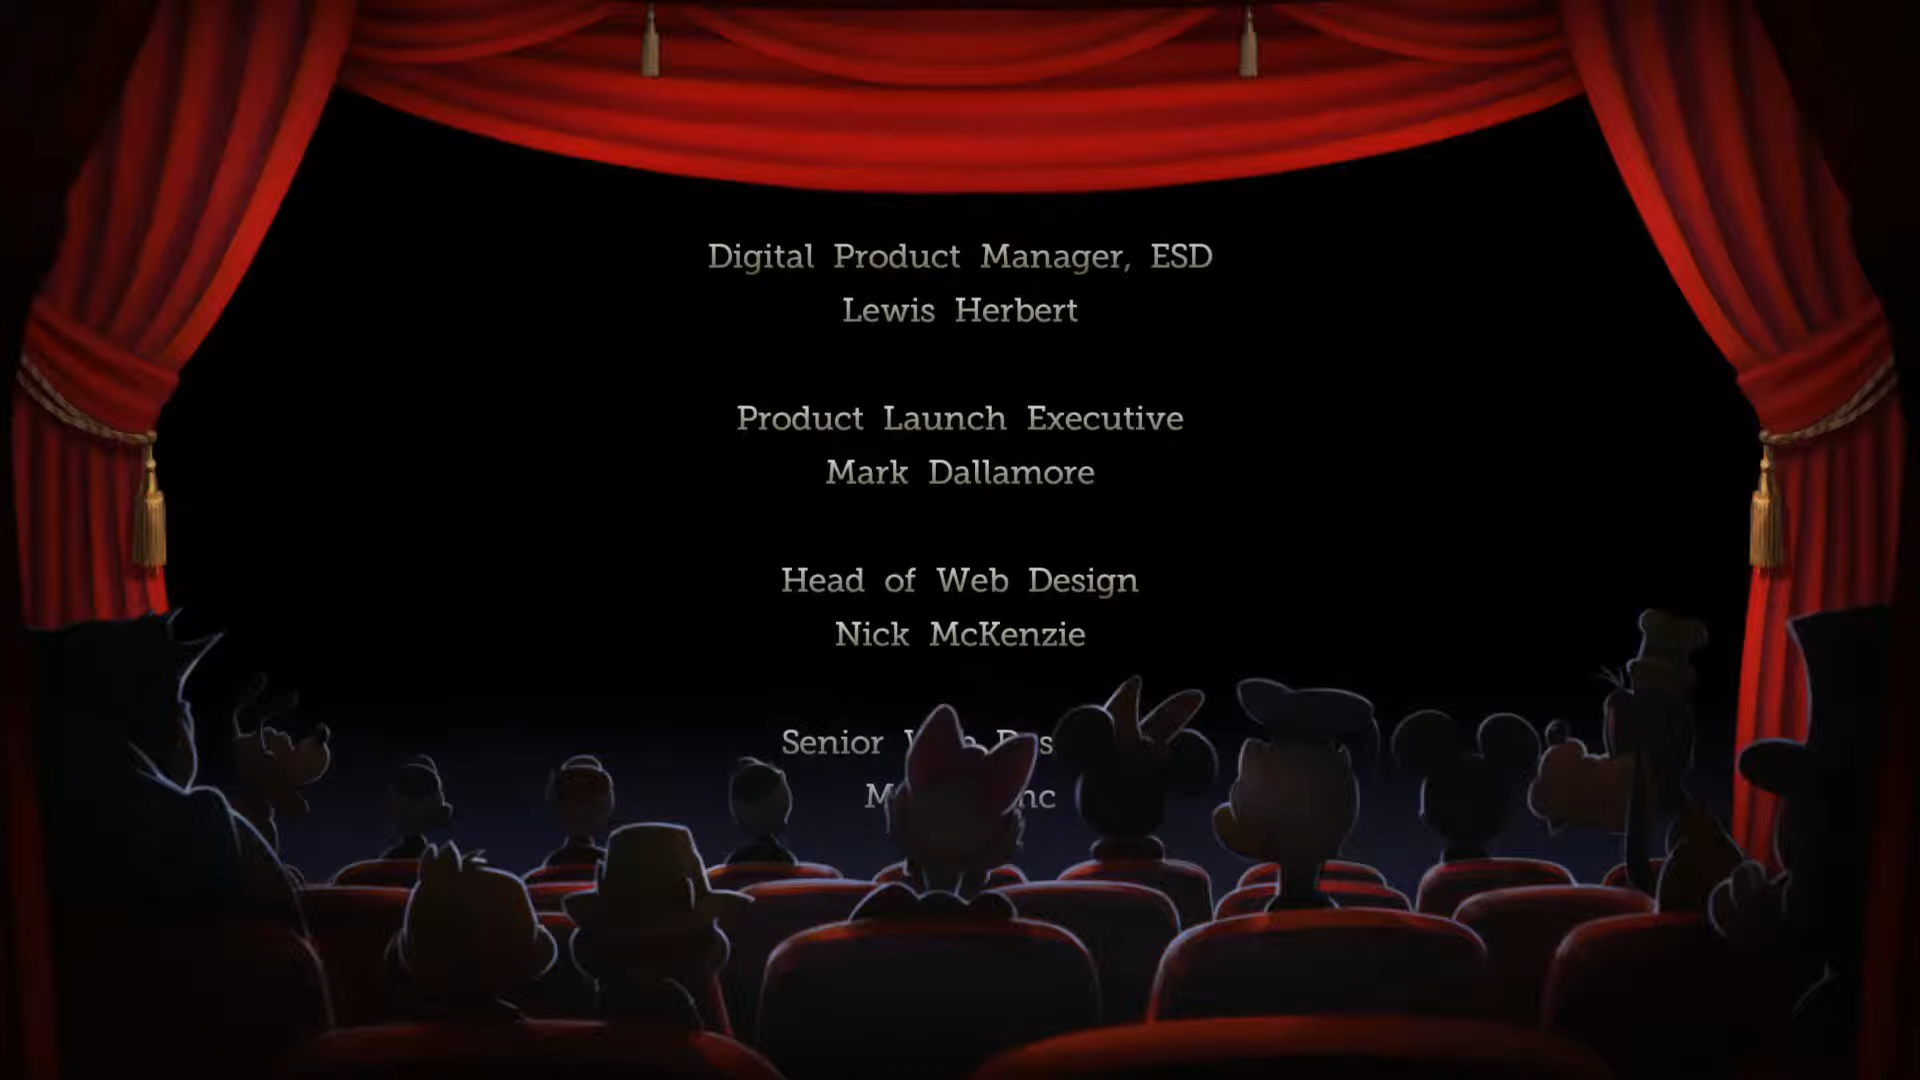 Digital Product Manager, ESD
Lewis Herbert
Product Launch Executive
Mark Dallamore
Head of Web Design
Nick McKenzie
Senior